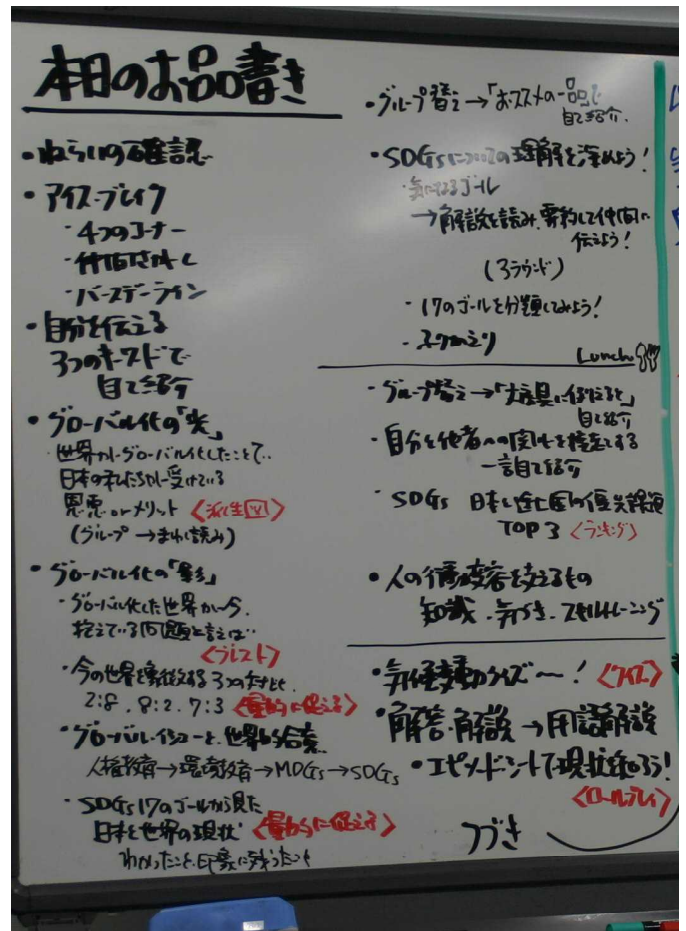 本日のお品書き
・ねらいの確認
・アイス・ブレイク
・4つのコーナー
・仲間さがし
・バースデーライン
・自分を伝える
3つのキーワードで
自己紹介
・グローバル化の「光」
・世界がグローバル化したことで‥
日本の私たちが受けている
恩恵 or メリット 〈派生図〉
(グループ → まわし読み)
・グローバル化の「影」
・グローバル化した世界が今、
抱えている問題と言えば‥
〈ブレスト〉
・今の世界を象徴する3つの対比
2:8 . 8:2 . 7:3 〈量的に捉える〉
・グローバル・イシューと、世界的合意
人権教育→環境教育→MDGs→SDGs
・SDGs17のゴールから見た
日本と世界の現状 〈量的に捉える〉
わかったこと、印象に残ったこと
・グループ替え→「おススメの一品」で
自己紹介.
・SDGsについての理解を深めよう!
・気になるゴール
→解説を読み、要約して仲間に
伝えよう!
(3ラウンド)
・17のゴールを分類してみよう!
・ふりかえり
Lunch
・グループ替え→「文房具に例えると」
自己紹介
・自分と他者への関心を
一言自己紹介
・SDGs 日本と途上国の優先課題
TOP3 〈ランキング〉
・人の行動変容を支えるもの
知識・気づき・スキルトレーニング
・気候変動クイズ〜! 〈クイズ〉
・解答・解説→用語解説
・エピソードシートで現状を知ろう!
〈ロールプレイ〉
つづき